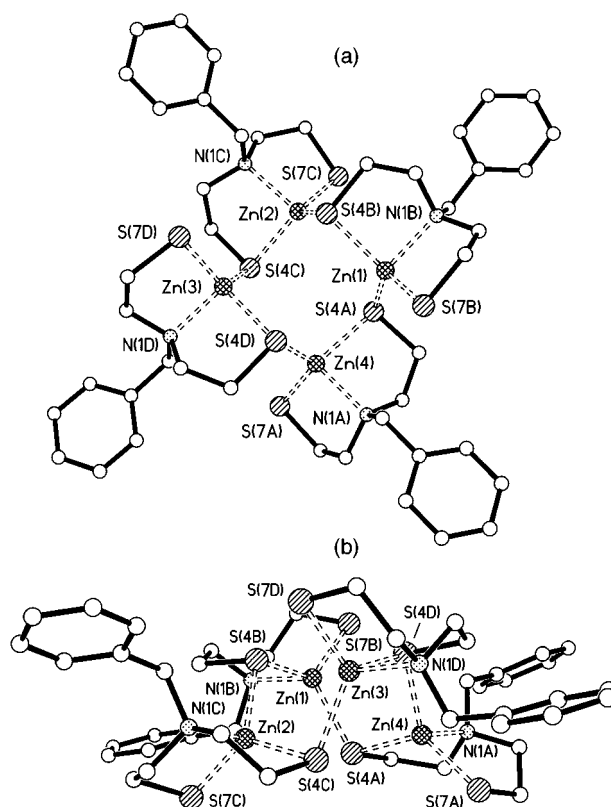 (a)
N(1C)
S(7C)
S(4B)
N(1B)
Zn(2)
S(7D)
S(4C)
Zn(1)
Zn(3)
S(4A)
S(7B)
S(4D)
N(1D)
Zn(4)
S(7A)
N(1A)
(b)
S(7D)
S(4D)
S(4B)
S(7B)
N(1D)
N(1B)
Zn(1)
Zn(3)
N(1C)
Zn(2)
Zn(4)
N(1A)
S(4C)
S(4A)
S(7C)
S(7A)